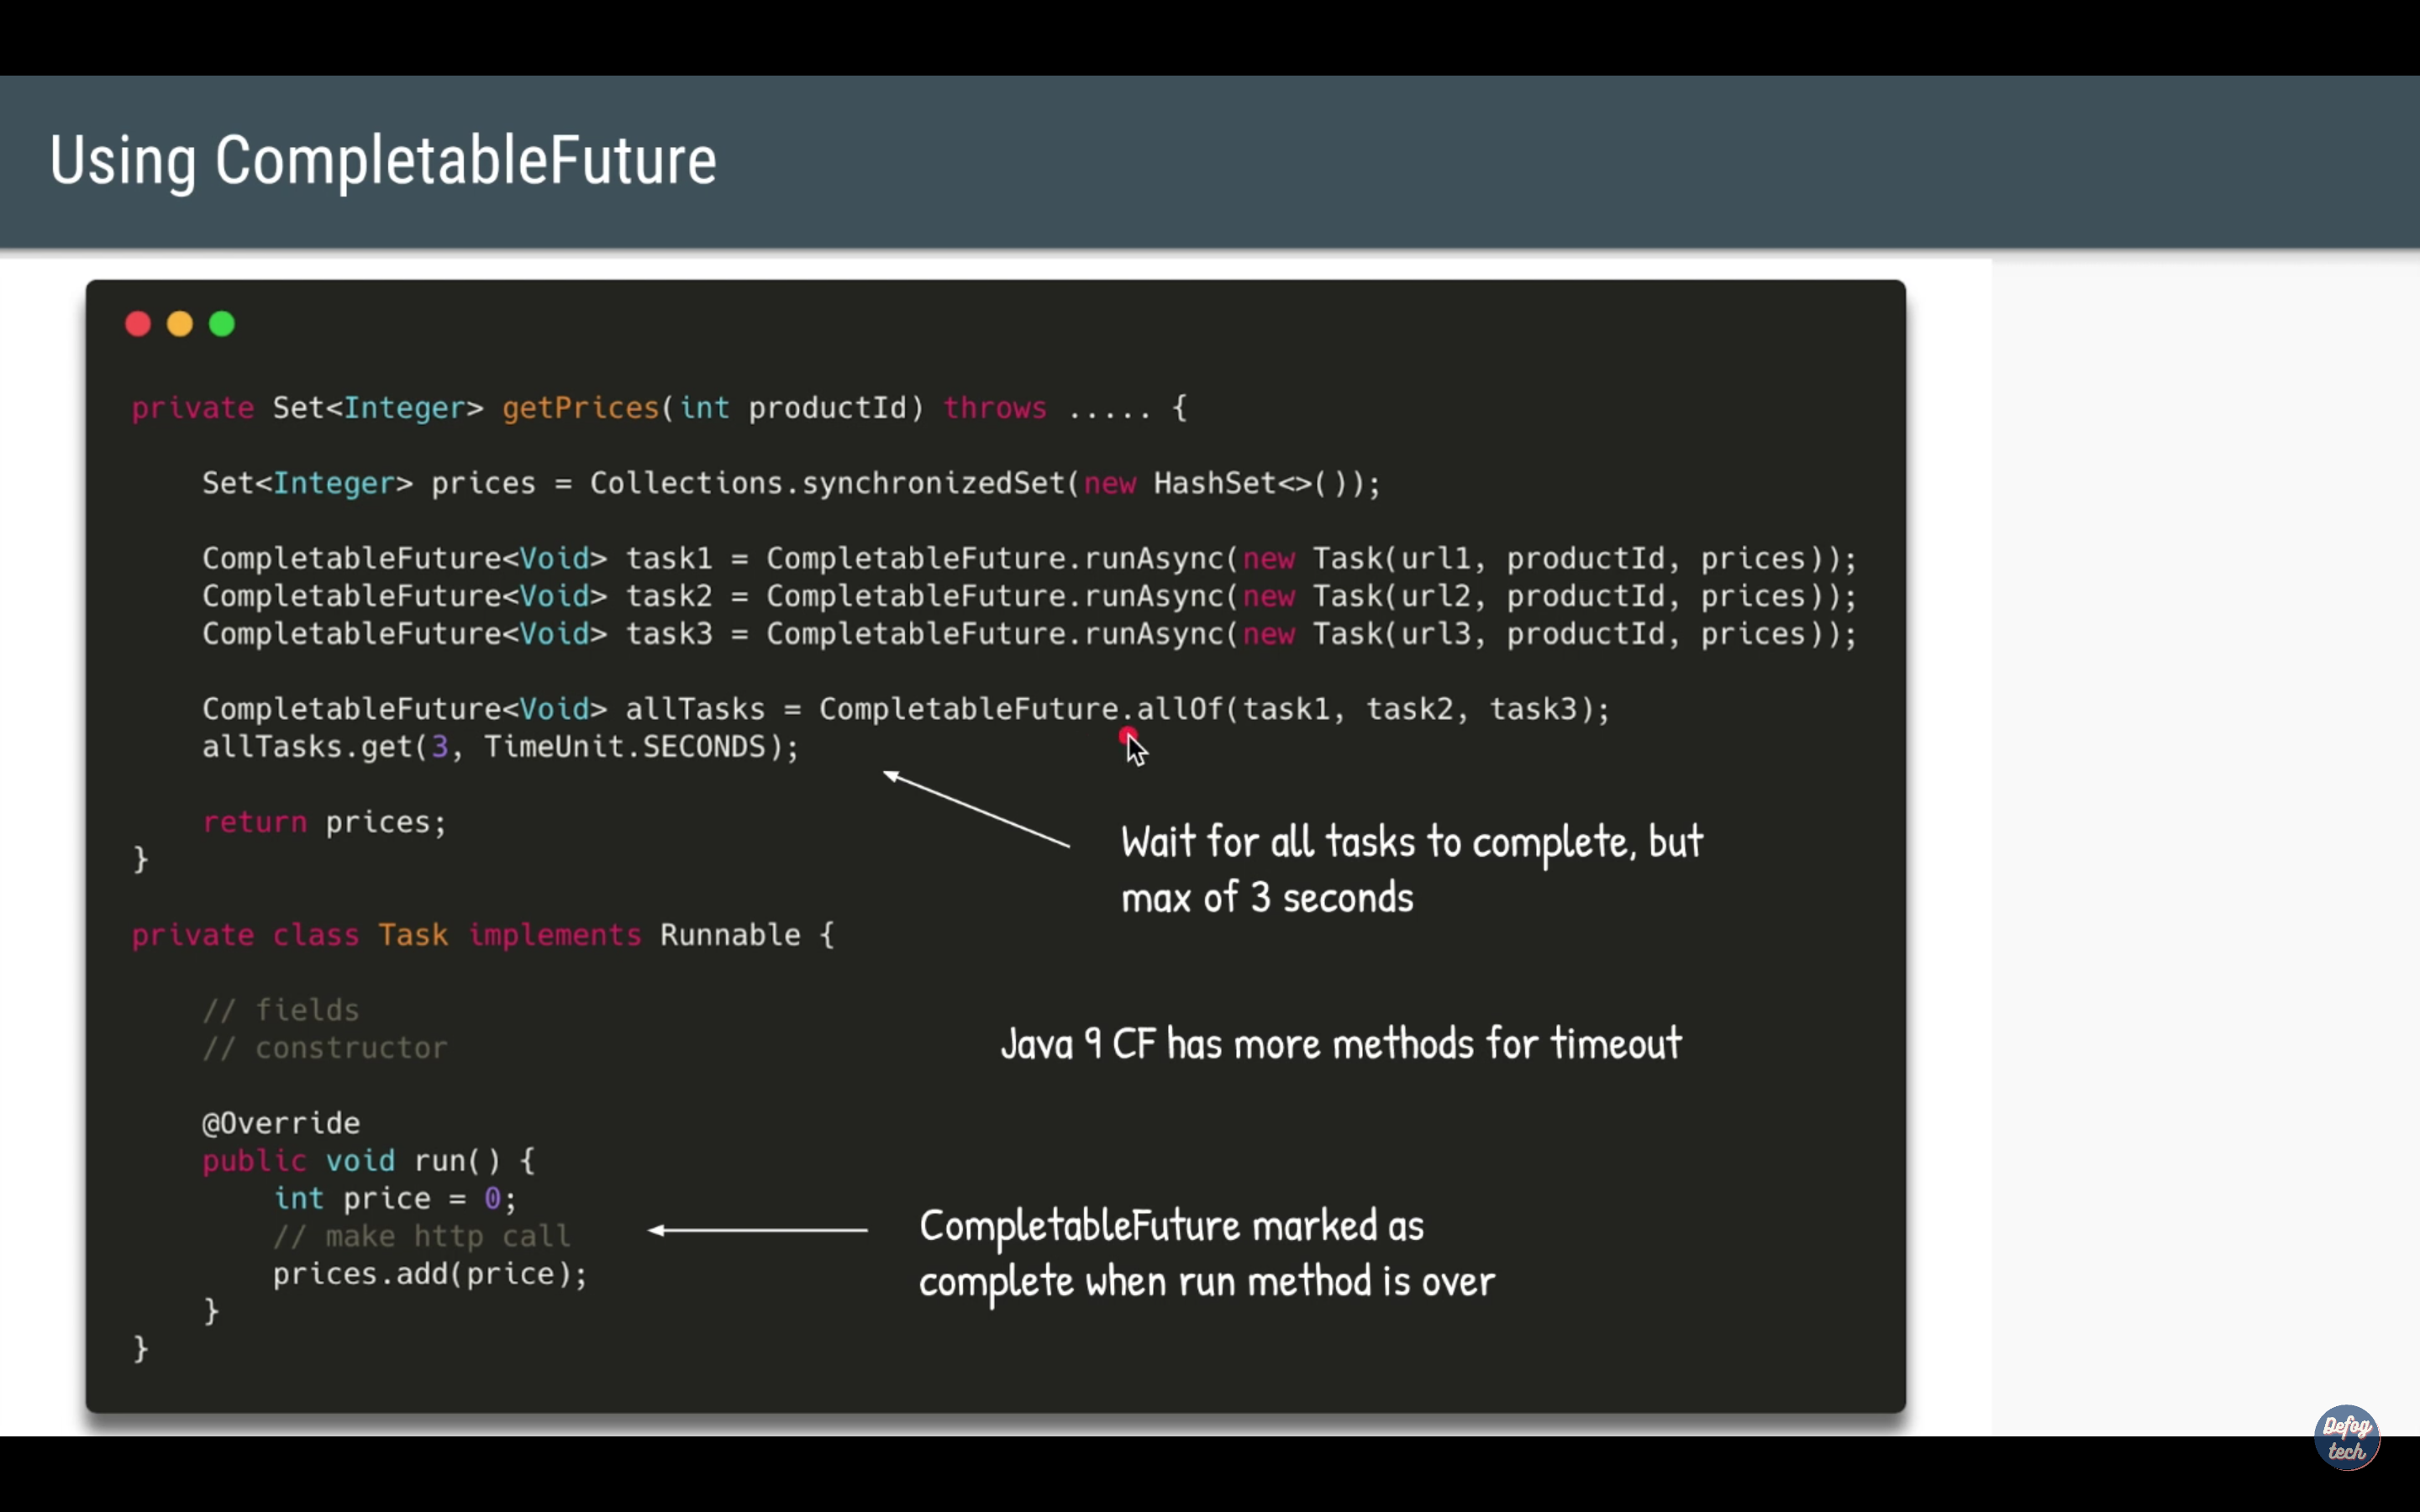 Using CompletableFuture
private Set<Integer> getPrices(int productId) throws ..... {
Set<Integer> prices = Collections.synchronizedSet(new HashSet<>());
CompletableFuture<Void> task1 = CompletableFuture.runAsync(new Task(url1, productId, prices));
CompletableFuture<Void> task2 = CompletableFuture.runAsync(new Task(url2, productId, prices));
CompletableFuture<Void> task3 = CompletableFuture.runAsync(new Task(url3, productId, prices));
CompletableFuture<Void> allTasks = CompletableFuture.allOf(task1, task2, task3);
allTasks.get(3, TimeUnit.SECONDS);
return prices;
}
Wait for all tasks to complete, but
max of 3 seconds
private class Task implements Runnable {
// fields
// constructor
Java 9 CF has more methods for timeout
@Override
public void run() {
int price = 0;
// make http call
prices.add(price);
}
}
CompletableFuture marked as
complete when run method is over
Defog
tech